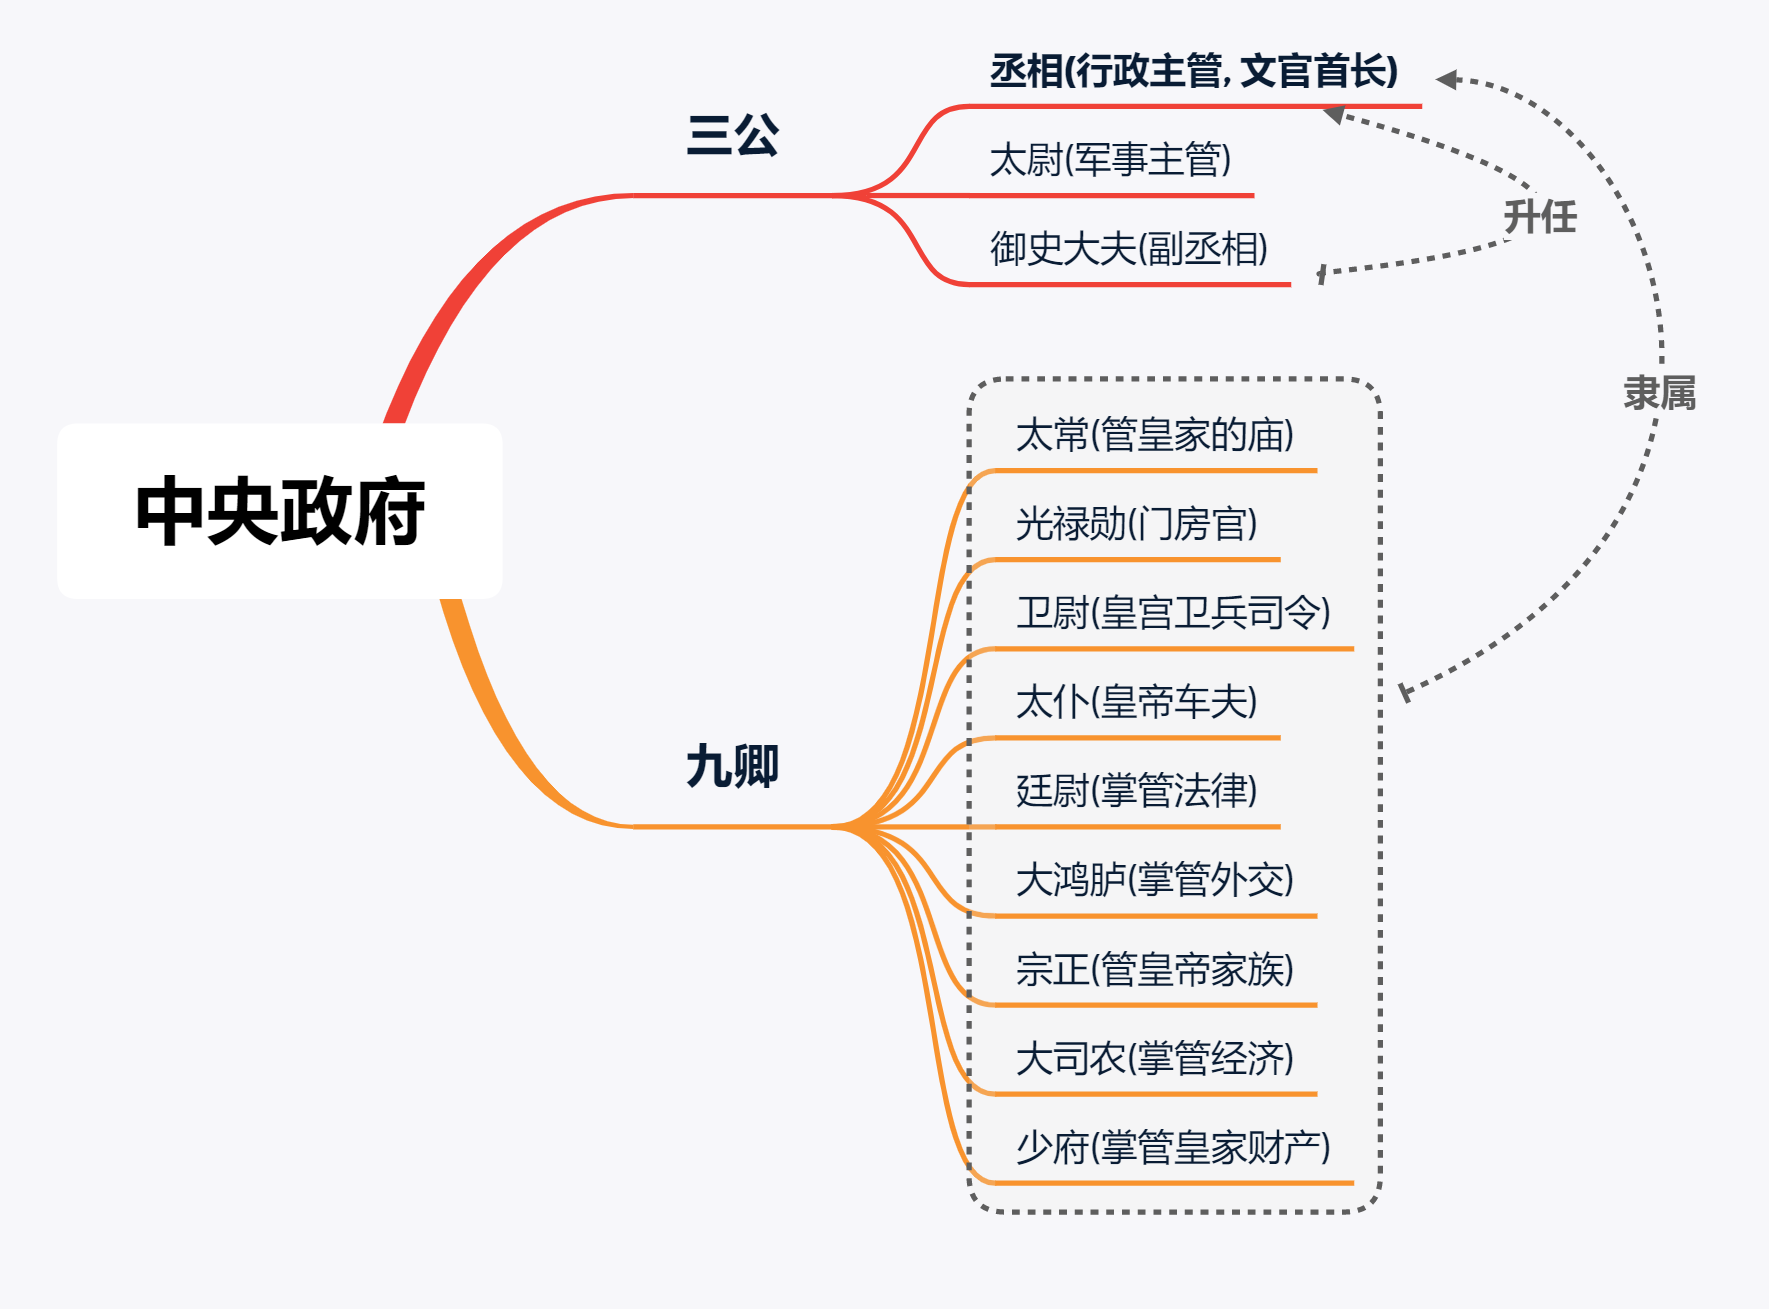 丞相(行政主管, 文官首长)
三公
太尉(军事主管)
升任
御史大夫(副丞相)
隶属
中央政府
太常(管皇家的庙)
光禄勋(门房官)
卫尉(皇宫卫兵司令)
太仆(皇帝车夫)
九卿
廷尉(掌管法律)
大鸿胪(掌管外交)
宗正(管皇帝家族)
大司农(掌管经济)
少府(掌管皇家财产)